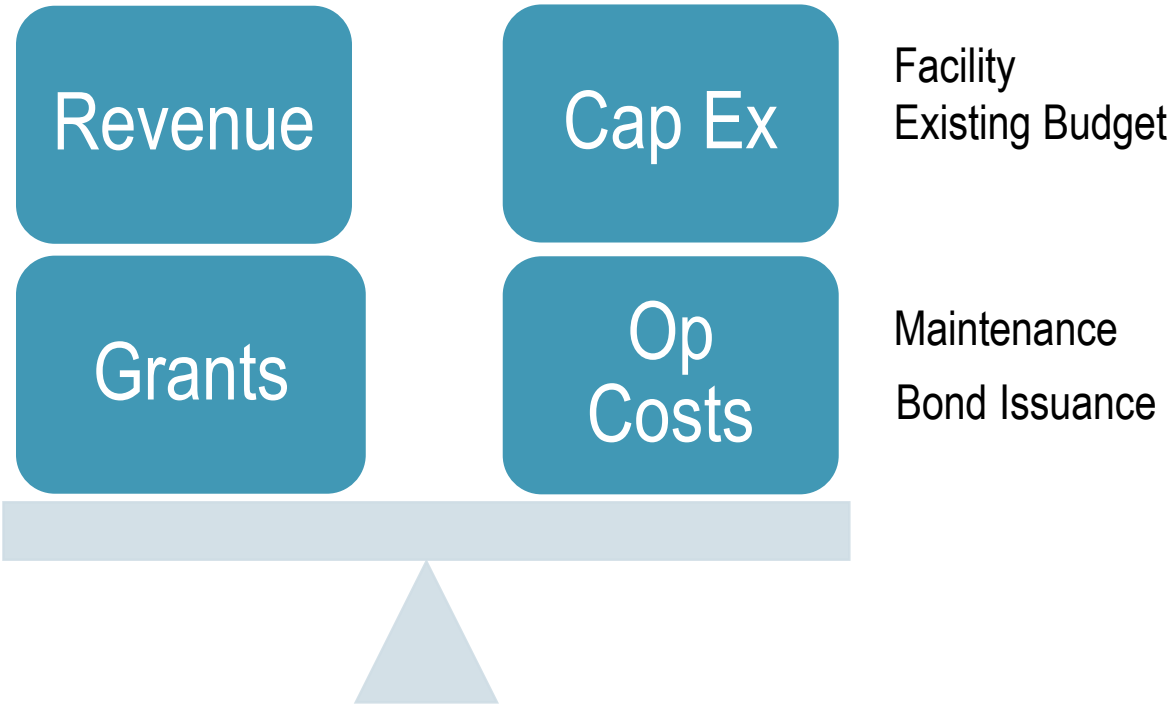 Revenue
Cap Ex
Facility
Existing Budget
Grants
Op
Costs
Maintenance
Bond Issuance